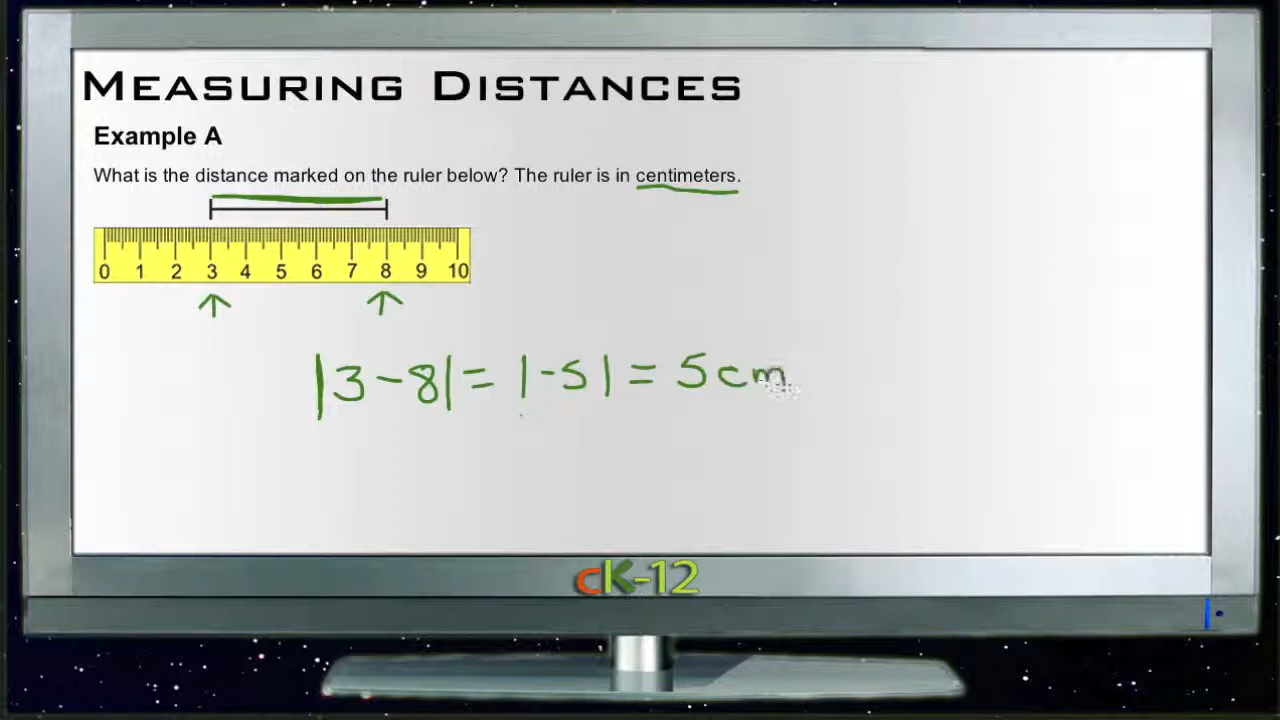 MEASURING DISTANCES
Example A
What is the distance marked on the ruler below? The ruler is in centimeters.
0 1 2 3 4 5 6 7 8 9 10
|3-8| = |-5| = 5cm
cK-12